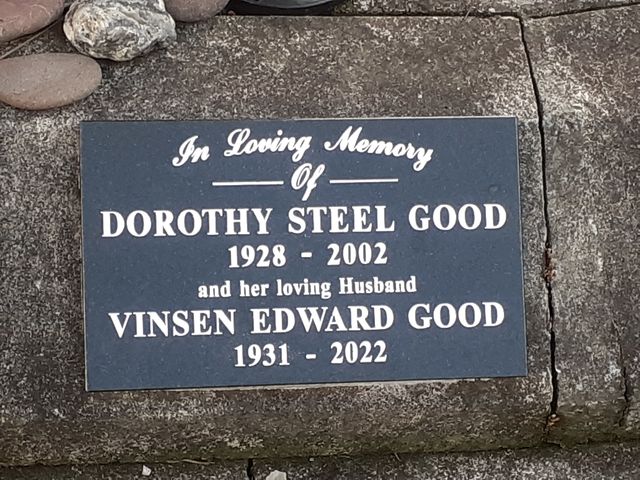 In Loving Memory
Of
DOROTHY STEEL GOOD
1928 - 2002
and her loving Husband
VINSEN EDWARD GOOD
1931 - 2022